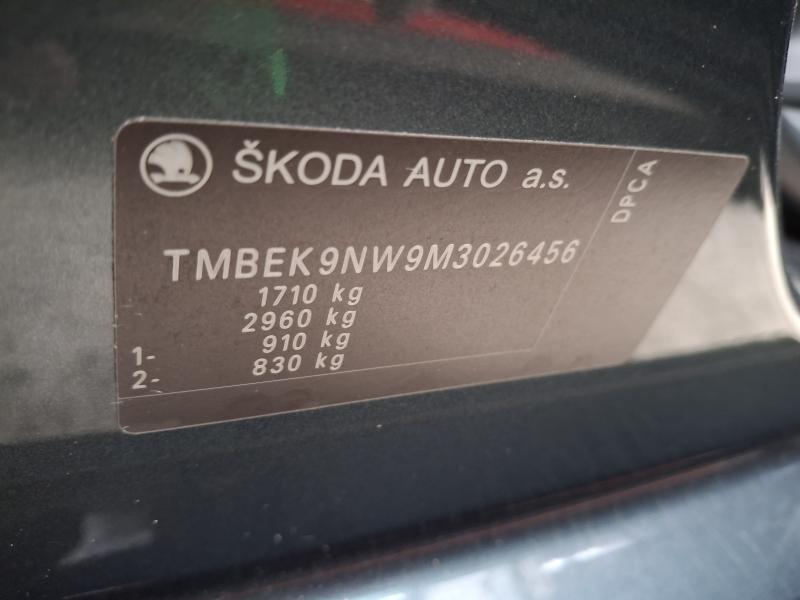 ŠKODA AUTO a.s.
DPCA
TMBEK9NW9M3026456
1710 kg
2960 kg
1- 910 kg
2- 830 kg